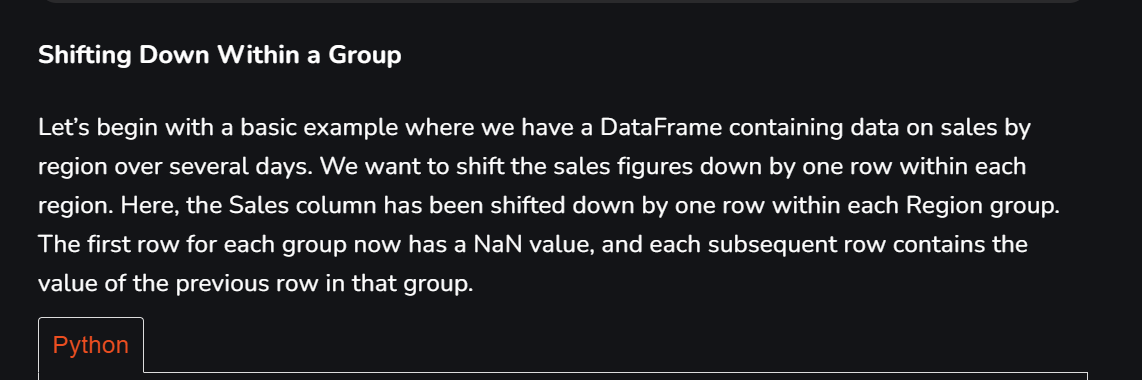 Shifting Down Within a Group
Let’s begin with a basic example where we have a DataFrame containing data on sales by
region over several days. We want to shift the sales figures down by one row within each
region. Here, the Sales column has been shifted down by one row within each Region group.
The first row for each group now has a NaN value, and each subsequent row contains the
value of the previous row in that group.
Python